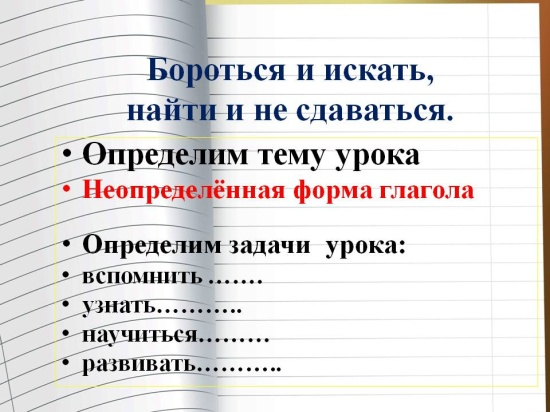 Бороться и искать,
найти и не сдаваться.
• Определим тему урока
• Неопределённая форма глагола
• Определим задачи урока:
• вспомнить …….
• узнать………..
• научиться………
• развивать………..